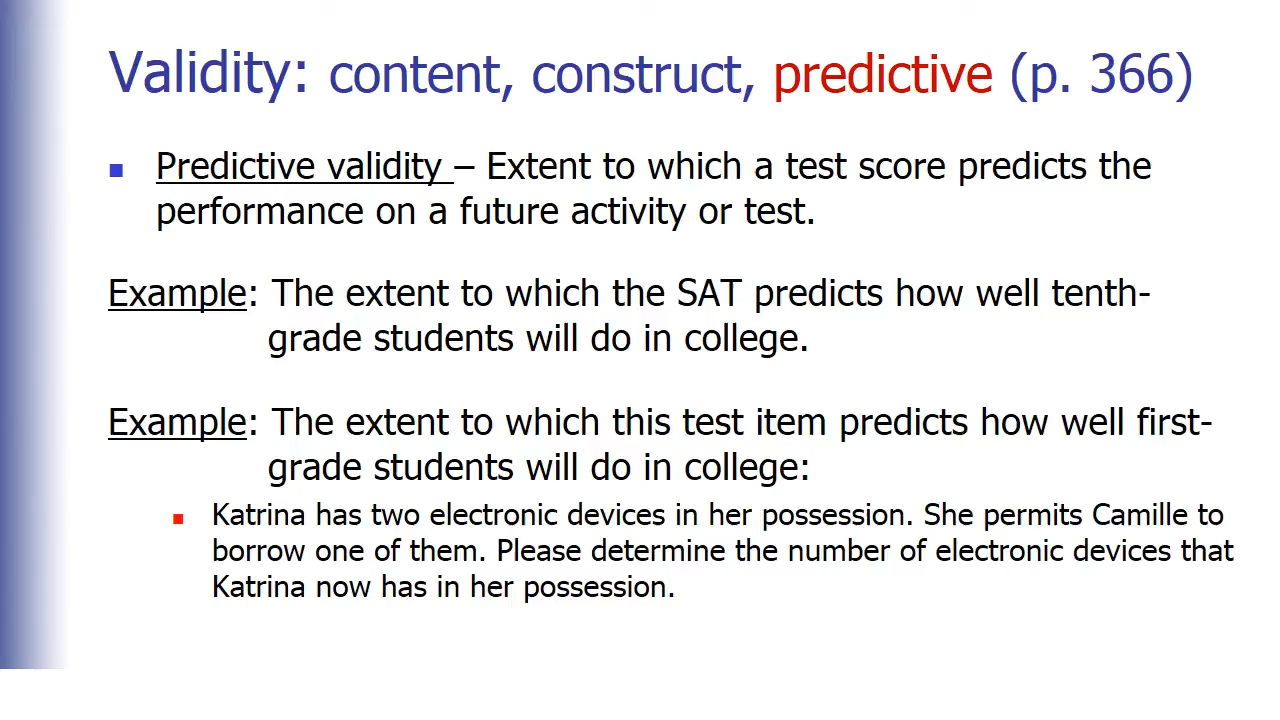 Validity: content, construct, predictive (p. 366)
Predictive validity – Extent to which a test score predicts the
performance on a future activity or test.
Example: The extent to which the SAT predicts how well tenth-
grade students will do in college.
Example: The extent to which this test item predicts how well first-
grade students will do in college:
Katrina has two electronic devices in her possession. She permits Camille to
borrow one of them. Please determine the number of electronic devices that
Katrina now has in her possession.